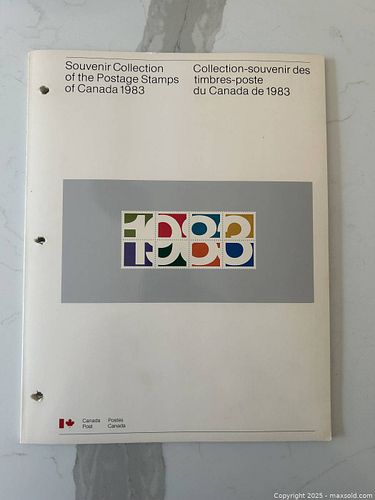 Souvenir Collection
of the Postage Stamps
of Canada 1983
Collection-souvenir des
timbres-poste
du Canada de 1983
1983
Canada
Post
Postes
Canada
© Copyright 2025 - maxsold.com